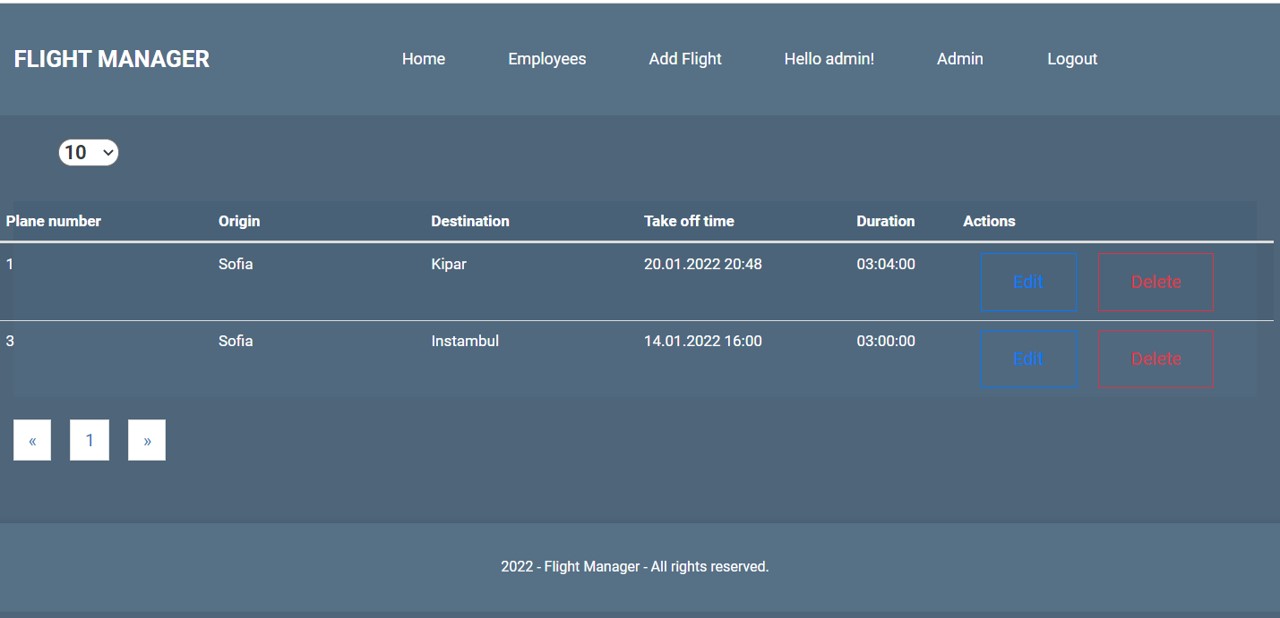 FLIGHT MANAGER Home Employees Add Flight Hello admin! Admin Logout
10
Plane number Origin Destination Take off time Duration Actions
1 Sofia Kipar 20.01.2022 20:48 03:04:00 Edit Delete
3 Sofia Instambul 14.01.2022 16:00 03:00:00 Edit Delete
« 1 »
2022 - Flight Manager - All rights reserved.